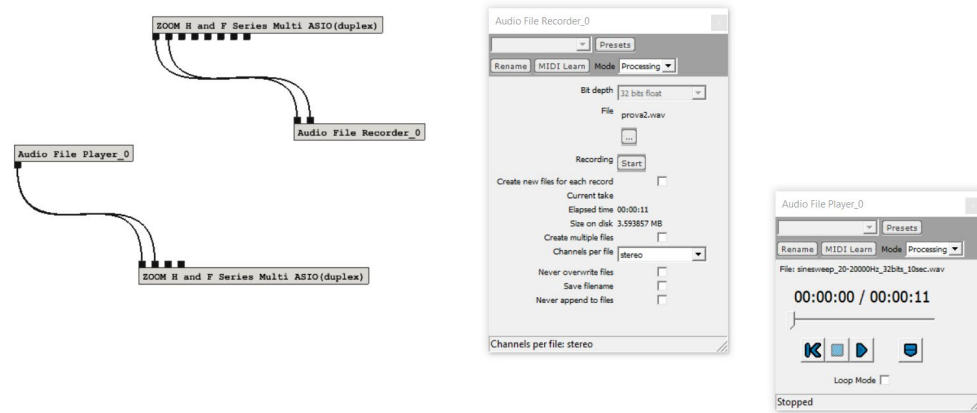 ZOOM H and F Series Multi ASIO(duplex)
Audio File Recorder_0
Audio File Player_0
ZOOM H and F Series Multi ASIO(duplex)
Audio File Recorder_0
Presets
Rename MIDI Learn Mode Processing
Bit depth 32 bits float
File prova2.wav
...
Recording Start
Create new files for each record
Current take
Elapsed time 00:00:11
Size on disk 3.593857 MB
Create multiple files
Channels per file stereo
Never overwrite files
Save filename
Never append to files
Channels per file: stereo
Audio File Player_0
Presets
Rename MIDI Learn Mode Processing
File: sinesweep_20-20000Hz_32bits_10sec.wav
00:00:00 / 00:00:11
Loop Mode
Stopped